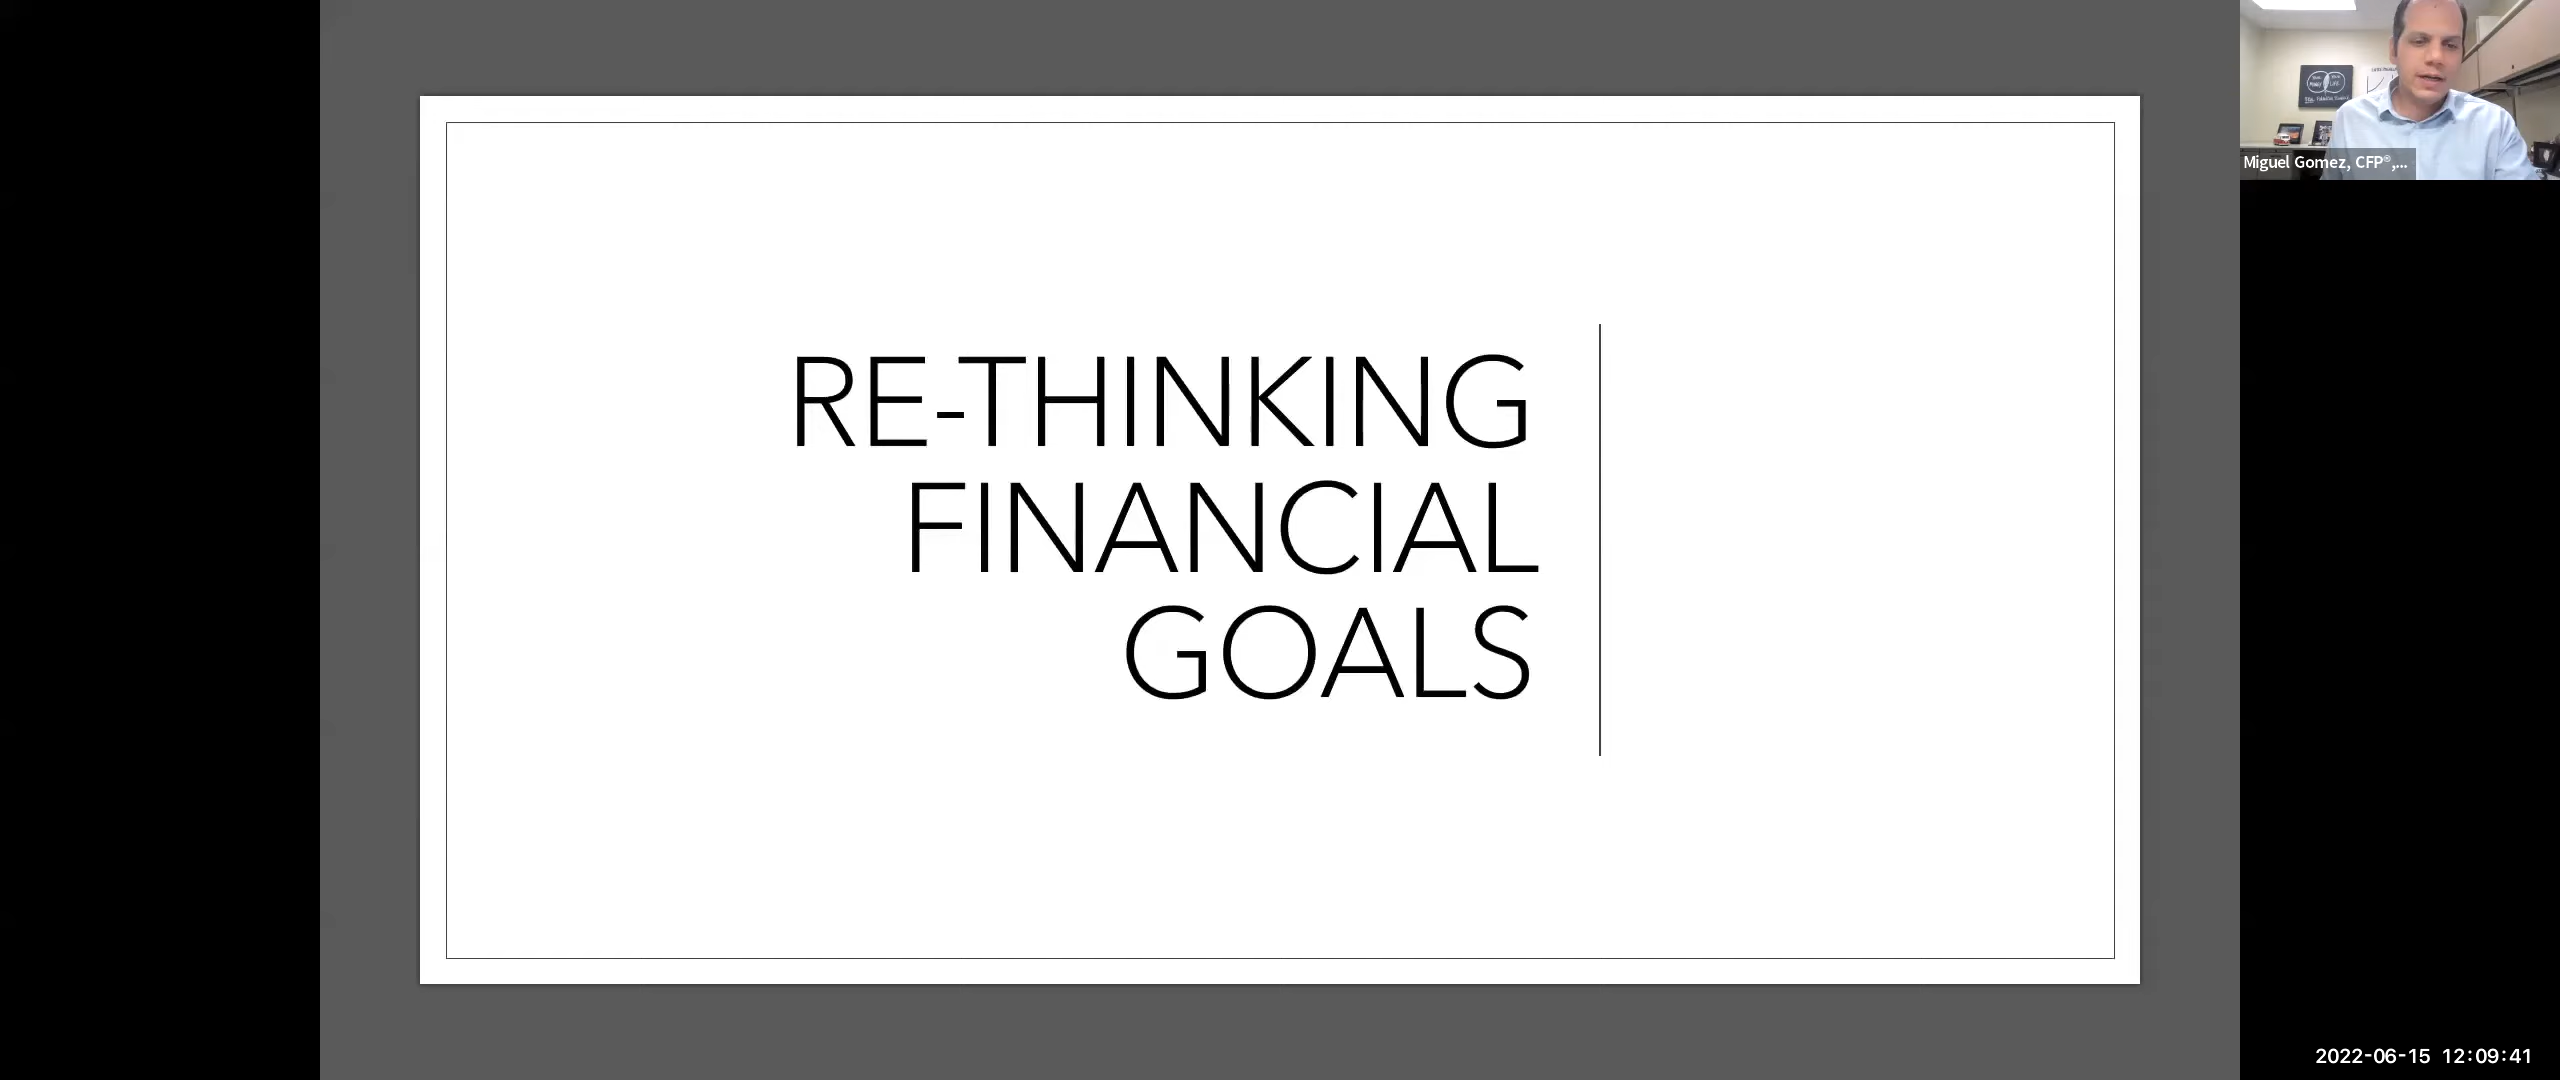 RE-THINKING
FINANCIAL
GOALS
Miguel Gomez, CFP®,...
2022-06-15 12:09:41